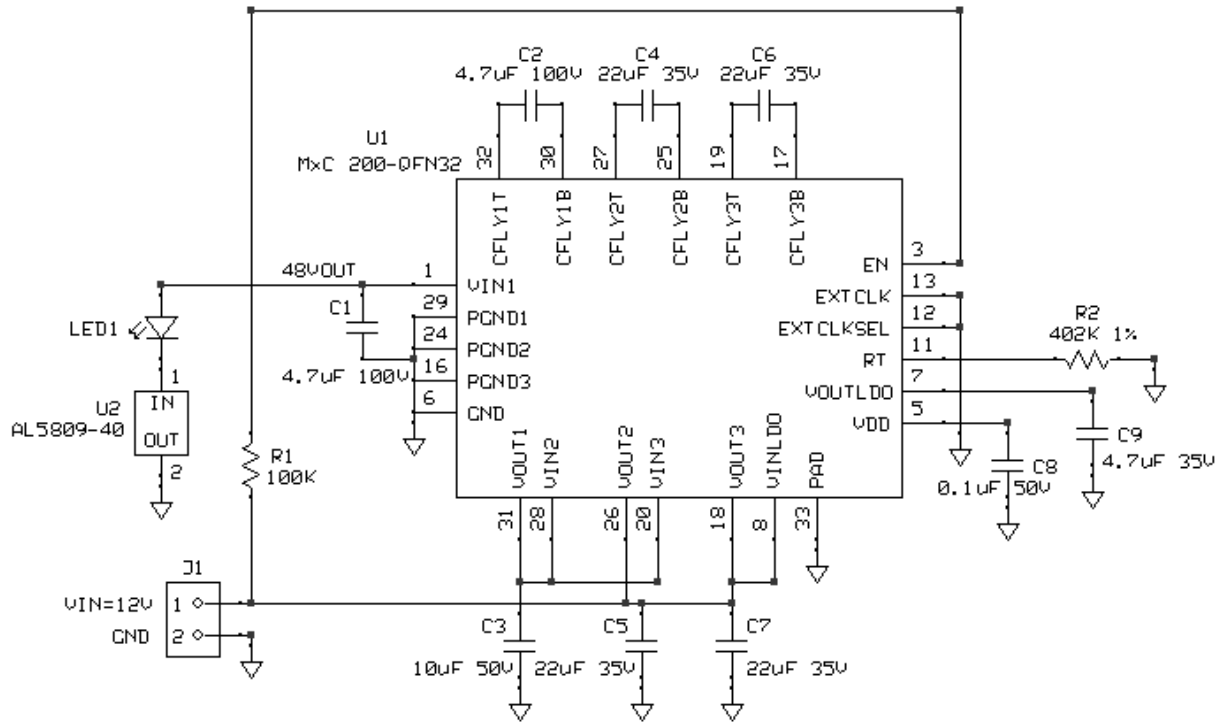 C2
4.7uF 100V
C4
22uF 35V
C6
22uF 35V
U1
MxC 200-QFN32
32
30
27
25
19
17
CFLY1T
CFLY1B
CFLY2T
CFLY2B
CFLY3T
CFLY3B
48VOUT
1
VIN1
29
PGND1
24
PGND2
16
PGND3
6
GND
EN
3
EXTCLK
13
EXTCLKSEL
12
RT
11
VOUTLDO
7
VDD
5
C1
4.7uF 100V
LED1
1
U2
AL5809-40
IN
OUT
2
R1
100K
R2
402K 1%
C9
4.7uF 35V
C8
0.1uF 50V
VOUT1
VIN2
VOUT2
VIN3
VOUT3
VINLDO
PAD
31
28
26
20
18
8
33
J1
VIN=12V
1
GND
2
C3
10uF 50V
C5
22uF 35V
C7
22uF 35V